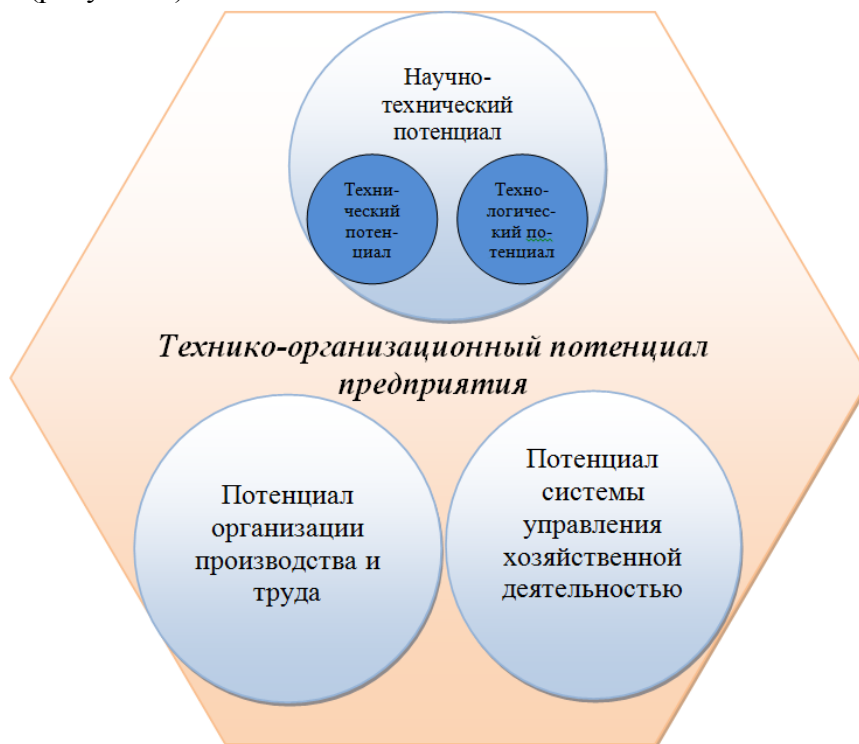 Научно-
технический
потенциал
Техни-
ческий
потен-
циал
Техно-
логичес-
кий по-
тенциал
Технико-организационный потенциал
предприятия
Потенциал
организации
производства и
труда
Потенциал
системы
управления
хозяйственной
деятельностью